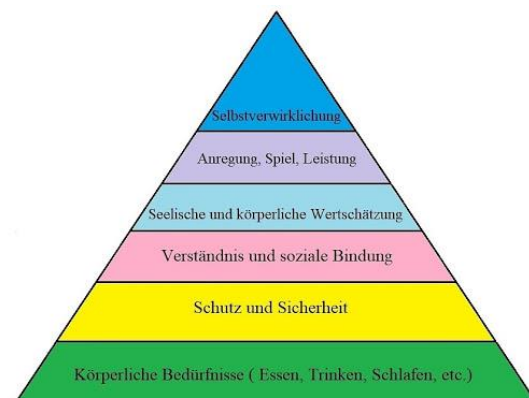 Selbstverwirklichung
Anregung, Spiel, Leistung
Seelische und körperliche Wertschätzung
Verständnis und soziale Bindung
Schutz und Sicherheit
Körperliche Bedürfnisse ( Essen, Trinken, Schlafen, etc.)